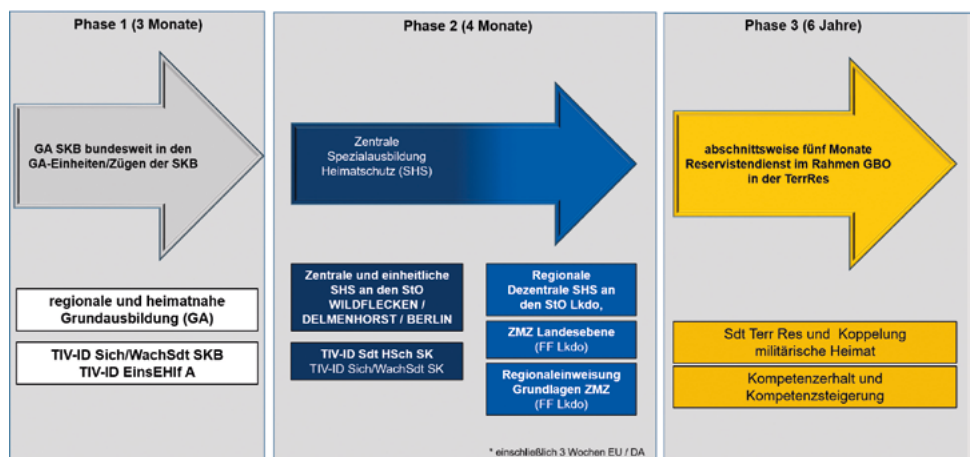 Phase 1 (3 Monate)
GA SKB bundesweit in den
GA-Einheiten/Zügen der SKB
regionale und heimatnahe
Grundausbildung (GA)
TIV-ID Sich/WachSdt SKB
TIV-ID EinsEHlf A
Phase 2 (4 Monate)
Zentrale
Spezialausbildung
Heimatschutz (SHS)
Zentrale und einheitliche
SHS an den StO
WILDFLECKEN /
DELMENHORST / BERLIN
TIV-ID Sdt HSch SK
TIV-ID Sich/WachSdt SK
Regionale
Dezentrale SHS an
den StO Lkdo,
ZMZ Landesebene
(FF Lkdo)
Regionaleinweisung
Grundlagen ZMZ
(FF Lkdo)
* einschließlich 3 Wochen EU / DA
Phase 3 (6 Jahre)
abschnittsweise fünf Monate
Reservistendienst im Rahmen GBO
in der TerrRes
Sdt Terr Res und Koppelung
militärische Heimat
Kompetenzerhalt und
Kompetenzsteigerung